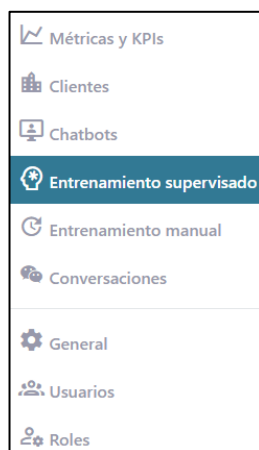 Métricas y KPIs
Clientes
Chatbots
Entrenamiento supervisado
Entrenamiento manual
Conversaciones
General
Usuarios
Roles